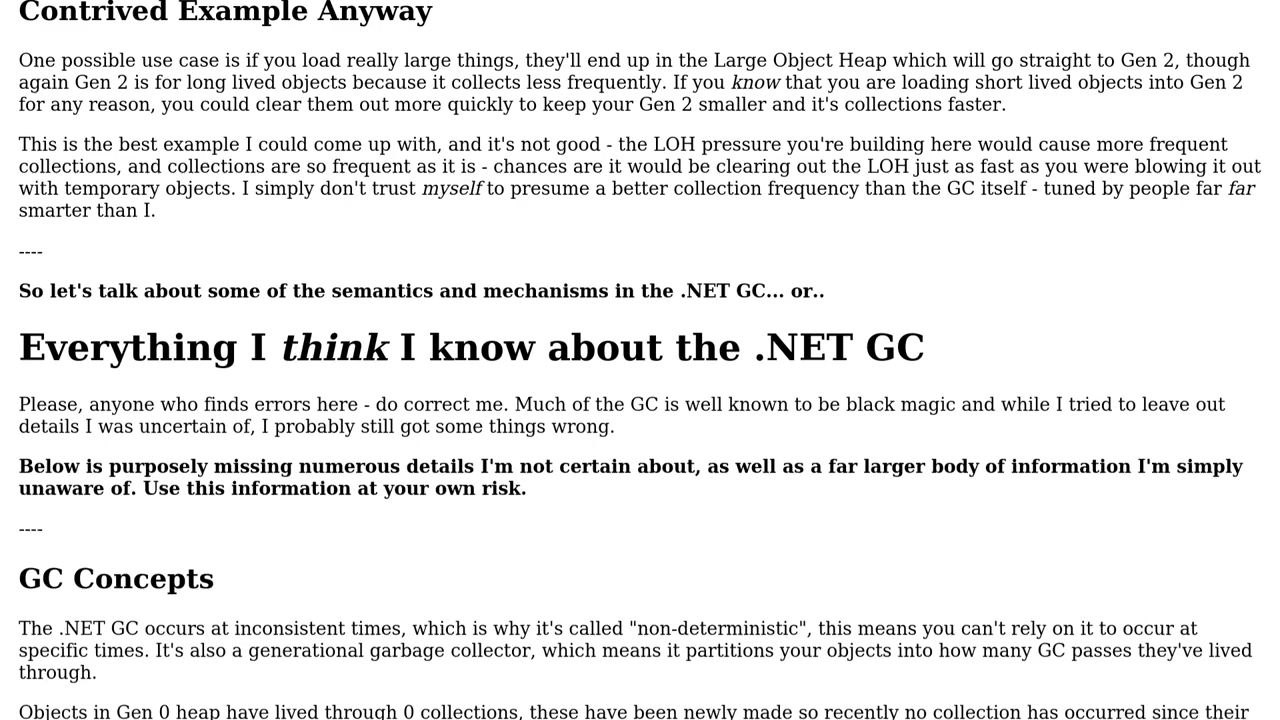 Contrived Example Anyway
One possible use case is if you load really large things, they'll end up in the Large Object Heap which will go straight to Gen 2, though
again Gen 2 is for long lived objects because it collects less frequently. If you know that you are loading short lived objects into Gen 2
for any reason, you could clear them out more quickly to keep your Gen 2 smaller and it's collections faster.
This is the best example I could come up with, and it's not good - the LOH pressure you're building here would cause more frequent
collections, and collections are so frequent as it is - chances are it would be clearing out the LOH just as fast as you were blowing it out
with temporary objects. I simply don't trust myself to presume a better collection frequency than the GC itself - tuned by people far far
smarter than I.
----
So let's talk about some of the semantics and mechanisms in the .NET GC... or..
Everything I think I know about the .NET GC
Please, anyone who finds errors here - do correct me. Much of the GC is well known to be black magic and while I tried to leave out
details I was uncertain of, I probably still got some things wrong.
Below is purposely missing numerous details I'm not certain about, as well as a far larger body of information I'm simply
unaware of. Use this information at your own risk.
----
GC Concepts
The .NET GC occurs at inconsistent times, which is why it's called "non-deterministic", this means you can't rely on it to occur at
specific times. It's also a generational garbage collector, which means it partitions your objects into how many GC passes they've lived
through.
Objects in Gen 0 heap have lived through 0 collections, these have been newly made so recently no collection has occurred since their